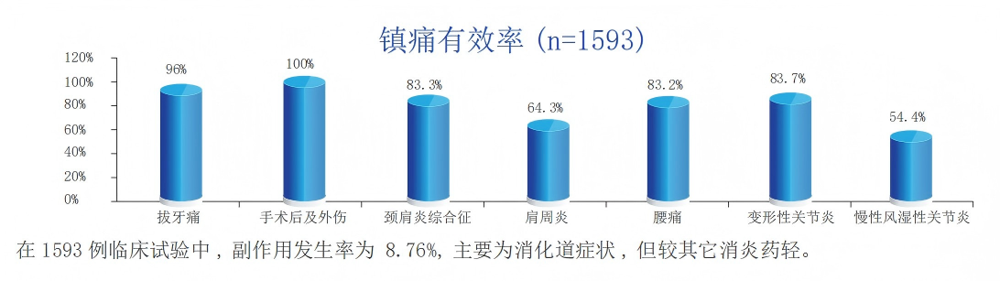 镇痛有效率 (n=1593)
120%
100%
80%
60%
40%
20%
0%
96%
100%
83.3%
64.3%
83.2%
83.7%
54.4%
拔牙痛
手术后及外伤
颈肩炎综合征
肩周炎
腰痛
变形性关节炎
慢性风湿性关节炎
在 1593 例临床试验中，副作用发生率为 8.76%, 主要为消化道症状，但较其它消炎药轻。